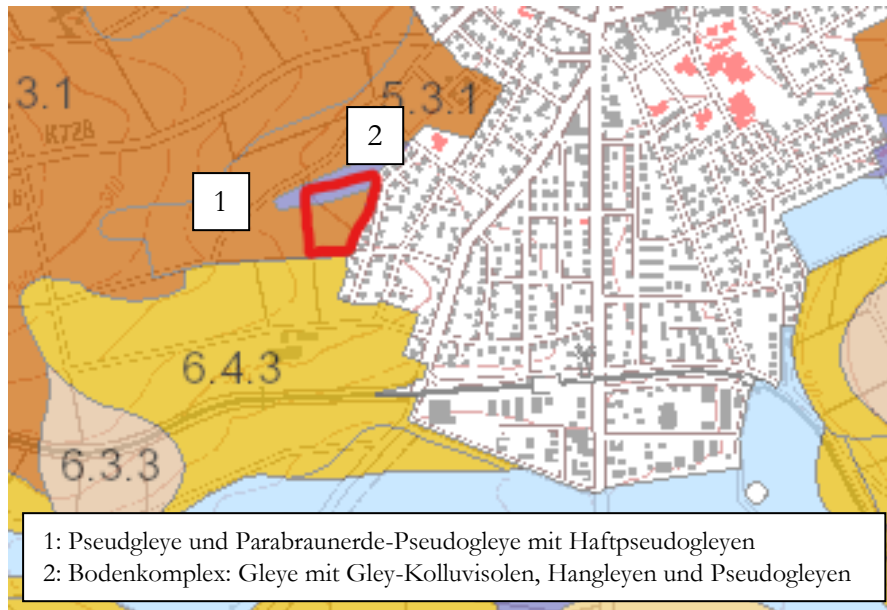 .3.1
5.3.1
K72B
2
1
6.4.3
6.3.3
1: Pseudgleye und Parabraunerde-Pseudogleye mit Haftpseudogleyen
2: Bodenkomplex: Gleye mit Gley-Kolluvisolen, Hangleyen und Pseudogleyen